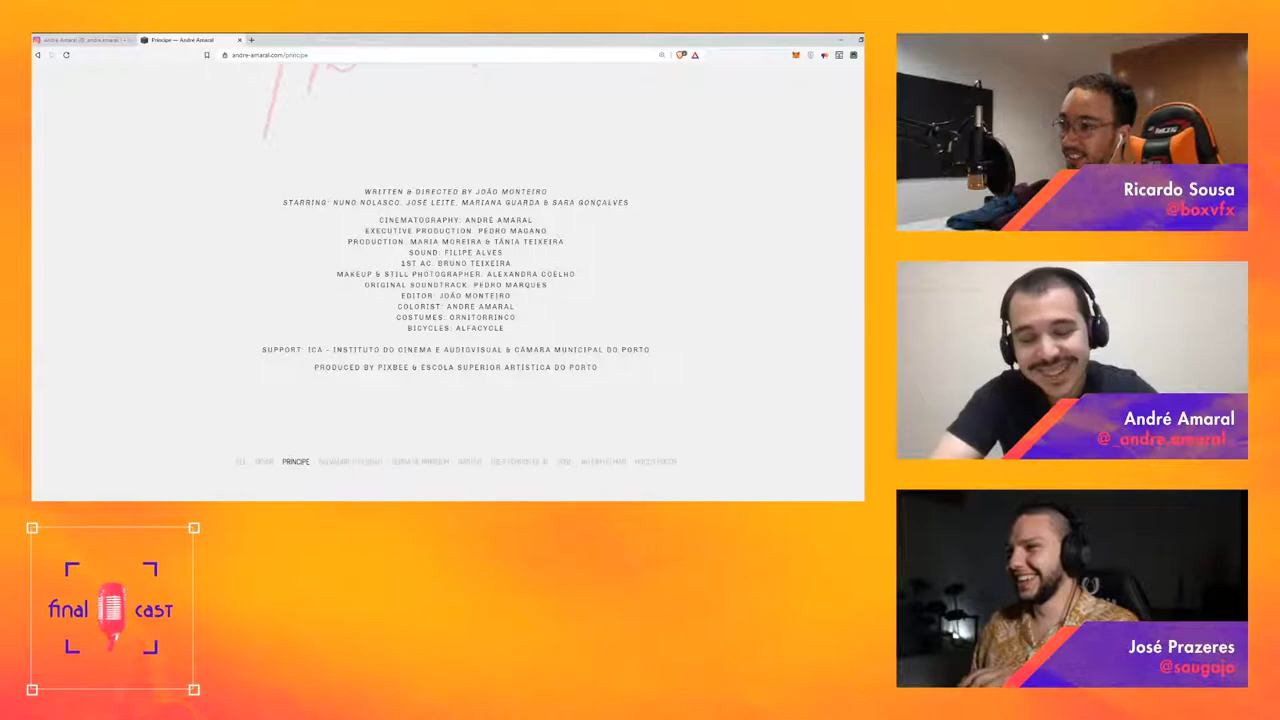 Príncipe — André Amaral
andre-amaral.com/principe
WRITTEN & DIRECTED BY JOÃO MONTEIRO
STARRING: NUNO NOLASCO, JOSÉ LEITE, MARIANA GUARDA & SARA GONÇALVES
CINEMATOGRAPHY: ANDRÉ AMARAL
EXECUTIVE PRODUCTION: PEDRO MAGANO
PRODUCTION: MARIA MOREIRA & TÂNIA TEIXEIRA
SOUND: FILIPE ALVES
1ST AC: BRUNO TEIXEIRA
MAKEUP & STILL PHOTOGRAPHER: ALEXANDRA COELHO
ORIGINAL SOUNDTRACK: PEDRO MARQUES
EDITOR: JOÃO MONTEIRO
COLORIST: ANDRÉ AMARAL
COSTUMES: ORNITORRINCO
BICYCLES: ALFACYCLE
SUPPORT: ICA - INSTITUTO DO CINEMA E AUDIOVISUAL & CÂMARA MUNICIPAL DO PORTO
PRODUCED BY PIXBEE & ESCOLA SUPERIOR ARTÍSTICA DO PORTO
PRÍNCIPE
Ricardo Sousa
@boxvfx
André Amaral
@_andre.amaral_
José Prazeres
@saugajo
final cast